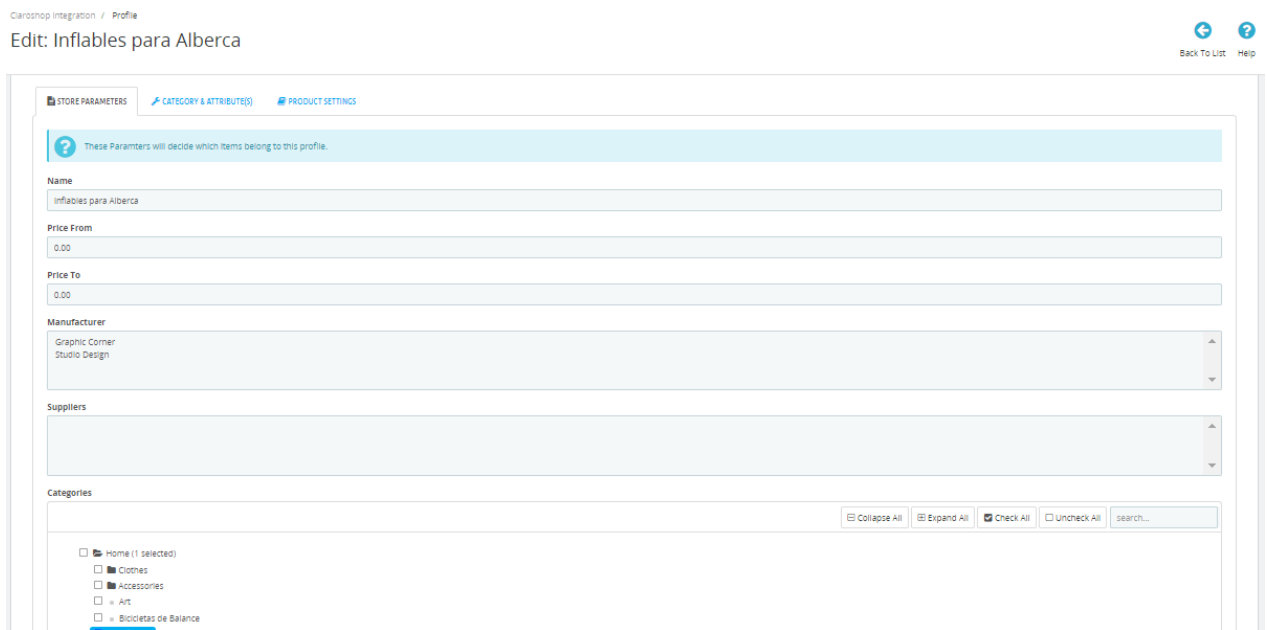 Claroshop Integration / Profile
Edit: Inflables para Alberca
Back To List Help
STORE PARAMETERS CATEGORY & ATTRIBUTE(S) PRODUCT SETTINGS
These Paramters will decide which items belong to this profile.
Name
Inflables para Alberca
Price From
0.00
Price To
0.00
Manufacturer
Graphic Corner
Studio Design
Suppliers
Categories
Collapse All Expand All Check All Uncheck All search...
Home (1 selected)
Clothes
Accessories
Art
Bicicletas de Balance